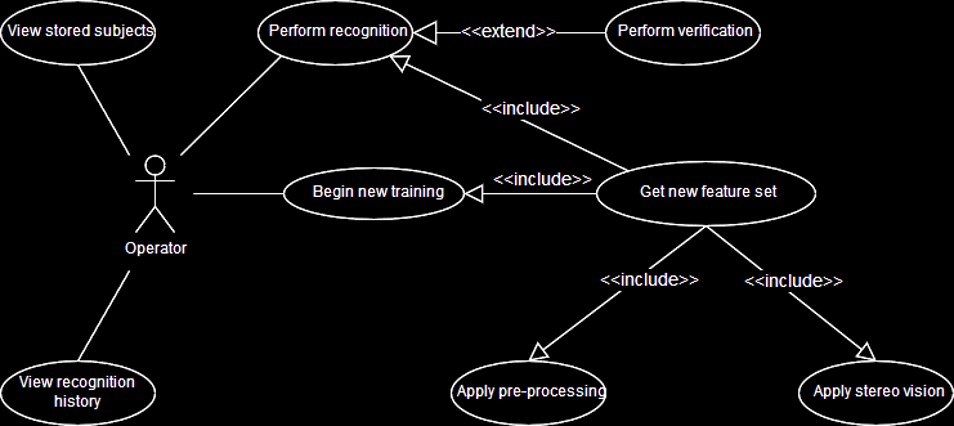 View stored subjects
Perform recognition
<<extend>>
Perform verification
<<include>>
<<include>>
Begin new training
Get new feature set
Operator
<<include>>
<<include>>
View recognition
history
Apply pre-processing
Apply stereo vision